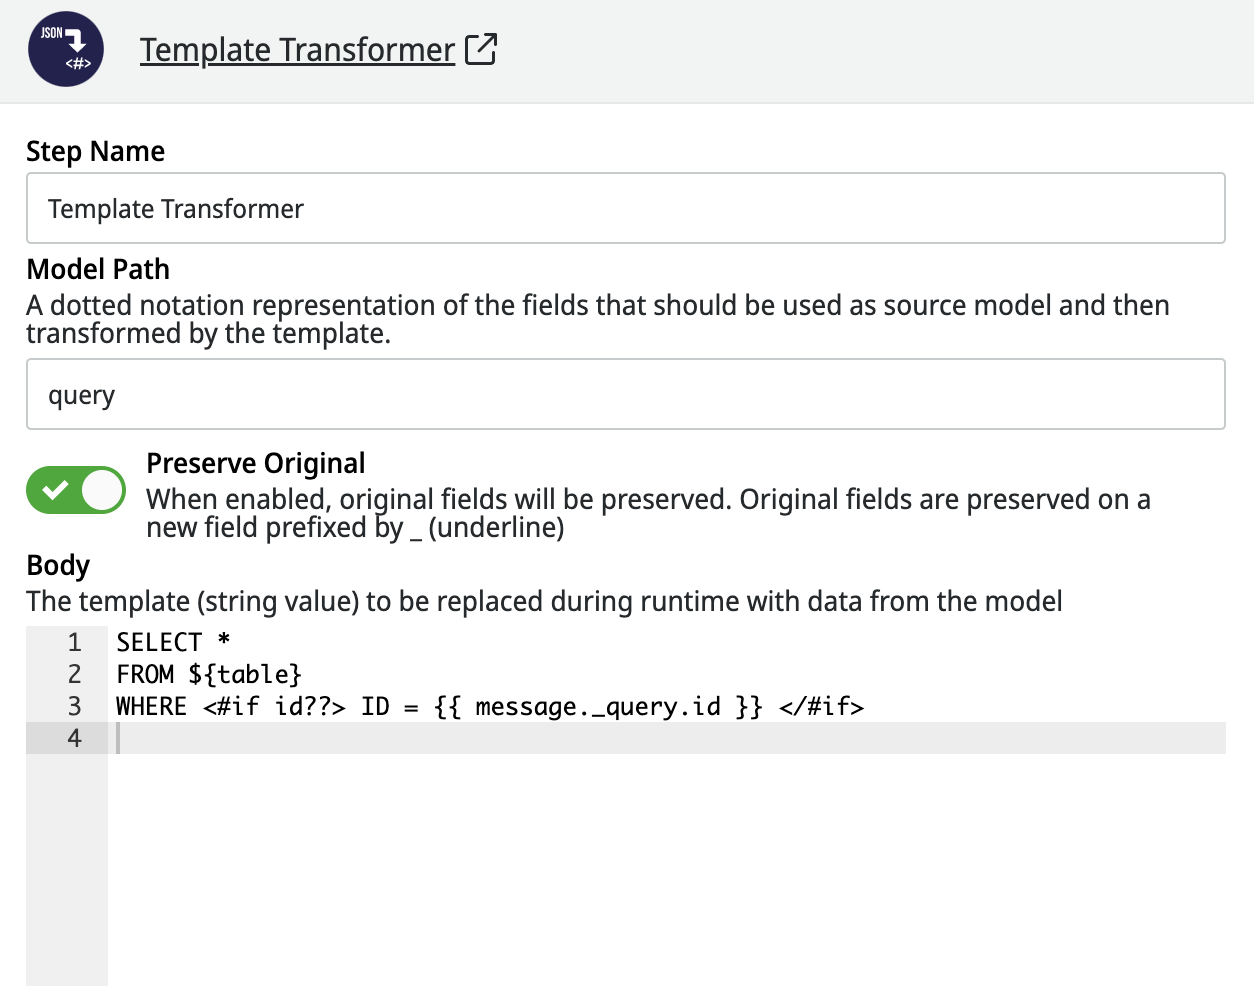 JSON
<#>
Template Transformer
Step Name
Template Transformer
Model Path
A dotted notation representation of the fields that should be used as source model and then
transformed by the template.
query
Preserve Original
When enabled, original fields will be preserved. Original fields are preserved on a
new field prefixed by _ (underline)
Body
The template (string value) to be replaced during runtime with data from the model
1 SELECT *
2 FROM ${table}
3 WHERE <#if id??> ID = {{ message._query.id }} </#if>
4